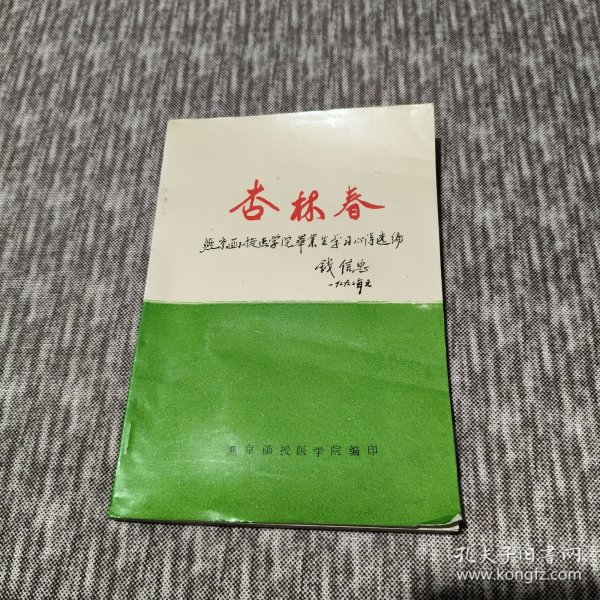 杏林春
燕京函授医学院毕業生学习心得选编
钱信忠
一九九〇年元
燕京函授医学院编印
孔夫子旧书网
www.kongfz.com